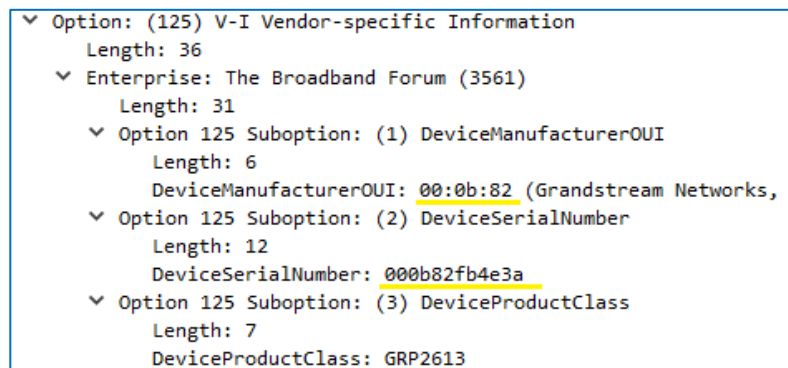 Option: (125) V-I Vendor-specific Information
Length: 36
Enterprise: The Broadband Forum (3561)
Length: 31
Option 125 Suboption: (1) DeviceManufacturerOUI
Length: 6
DeviceManufacturerOUI: 00:0b:82 (Grandstream Networks,
Option 125 Suboption: (2) DeviceSerialNumber
Length: 12
DeviceSerialNumber: 000b82fb4e3a
Option 125 Suboption: (3) DeviceProductClass
Length: 7
DeviceProductClass: GRP2613